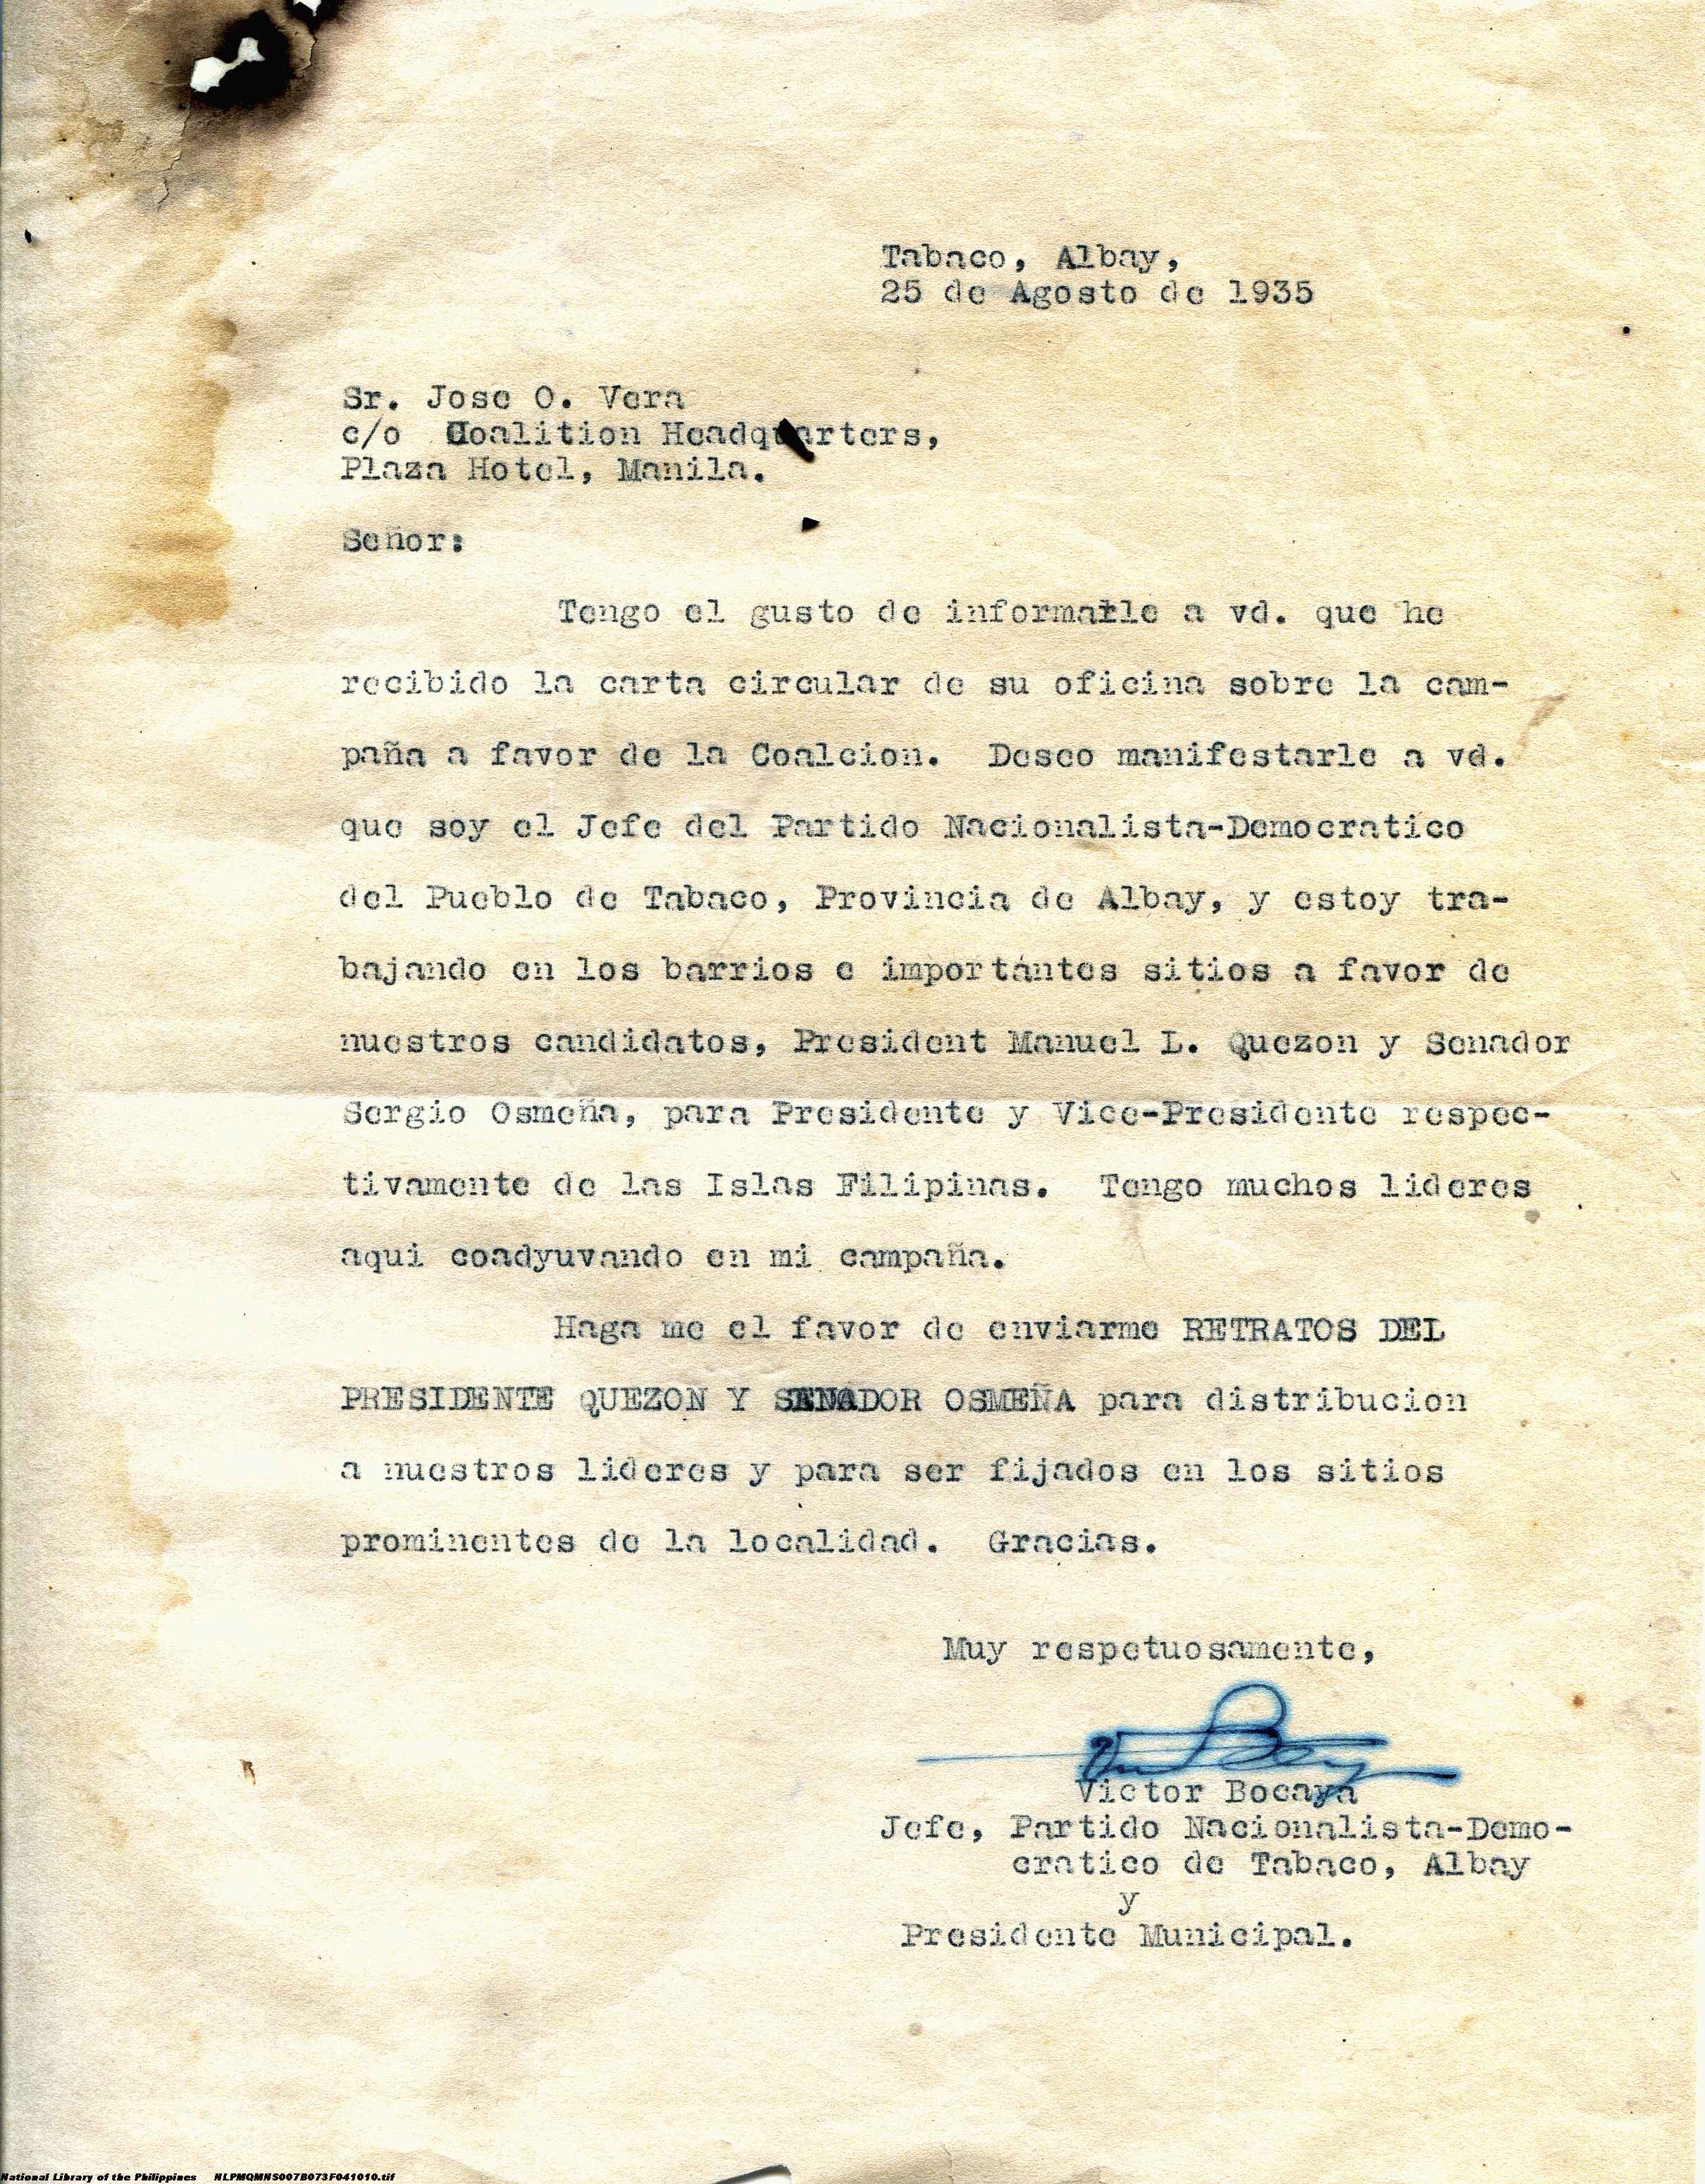 Tabaco, Albay,
25 de Agosto de 1935
Sr. Jose O. Vera
c/o Coalition Headquarters,
Plaza Hotel, Manila.
Señor:
Tengo el gusto de informarle a vd. que he
recibido la carta circular de su oficina sobre la cam-
paña a favor de la Coalcion. Deseo manifestarle a vd.
que soy el Jefe del Partido Nacionalista-Democratico
del Pueblo de Tabaco, Provincia de Albay, y estoy tra-
bajando en los barrios e importantes sitios a favor de
nuestros candidatos, President Manuel L. Quezon y Senador
Sergio Osmeña, para Presidente y Vice-Presidente respec-
tivamente de las Islas Filipinas. Tengo muchos lideres
aqui coadyuvando en mi campaña.
Haga me el favor de enviarme RETRATOS DEL
PRESIDENTE QUEZON Y SENADOR OSMEÑA para distribucion
a nuestros lideres y para ser fijados en los sitios
prominentes de la localidad. Gracias.
Muy respetuosamente,
Victor Bocaya
Jefe, Partido Nacionalista-Demo-
cratico de Tabaco, Albay
y
Presidente Municipal.
National Library of the Philippines NLPMQMNS007B073F041010.tif